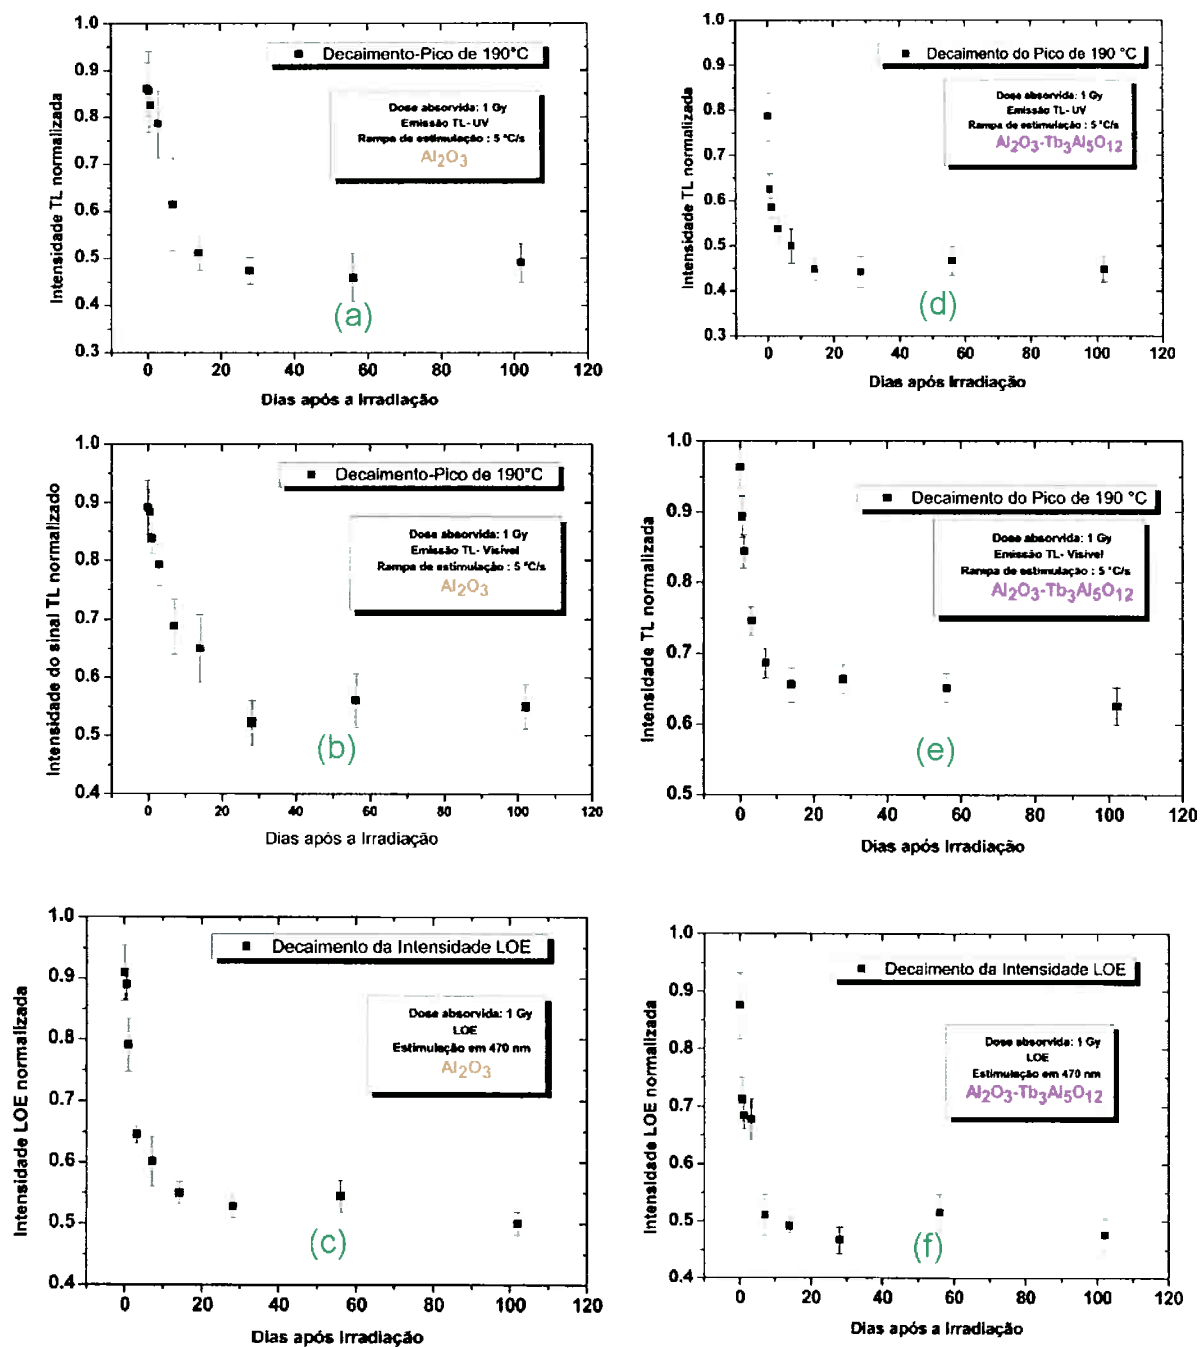 1.0
0.9
0.8
0.7
0.6
0.5
0.4
0.3
Intensidade TL normalizada
Decaimento-Pico de 190°C
Dose absorvida: 1 Gy
Emissão TL- UV
Rampa de estimulação : 5 °C/s
Al2O3
(a)
0 20 40 60 80 100 120
Dias após a Irradiação
1.0
0.9
0.8
0.7
0.6
0.5
0.4
0.3
Intensidade TL normalizada
Decaimento do Pico de 190 °C
Dose absorvida: 1 Gy
Emissão TL- UV
Rampa de estimulação : 5 °C/s
Al2O3-Tb3Al5O12
(d)
0 20 40 60 80 100 120
Dias após Irradiação
1.0
0.9
0.8
0.7
0.6
0.5
0.4
Intensidade do sinal TL normalizado
Decaimento-Pico de 190°C
Dose absorvida: 1 Gy
Emissão TL- Visível
Rampa de estimulação : 5 °C/s
Al2O3
(b)
0 20 40 60 80 100 120
Dias após a Irradiação
1.0
0.9
0.8
0.7
0.6
0.5
Intensidade TL normalizada
Decaimento do Pico de 190 °C
Dose absorvida: 1 Gy
Emissão TL- Visível
Rampa de estimulação : 5 °C/s
Al2O3-Tb3Al5O12
(e)
0 20 40 60 80 100 120
Dias após Irradiação
1.0
0.9
0.8
0.7
0.6
0.5
0.4
Intensidade LOE normalizada
Decaimento da Intensidade LOE
Dose absorvida: 1 Gy
LOE
Estimulação em 470 nm
Al2O3
(c)
0 20 40 60 80 100 120
Dias após Irradiação
1.0
0.9
0.8
0.7
0.6
0.5
0.4
Intensidade LOE normalizada
Decaimento da Intensidade LOE
Dose absorvida: 1 Gy
LOE
Estimulação em 470 nm
Al2O3-Tb3Al5O12
(f)
0 20 40 60 80 100 120
Dias após a Irradiação